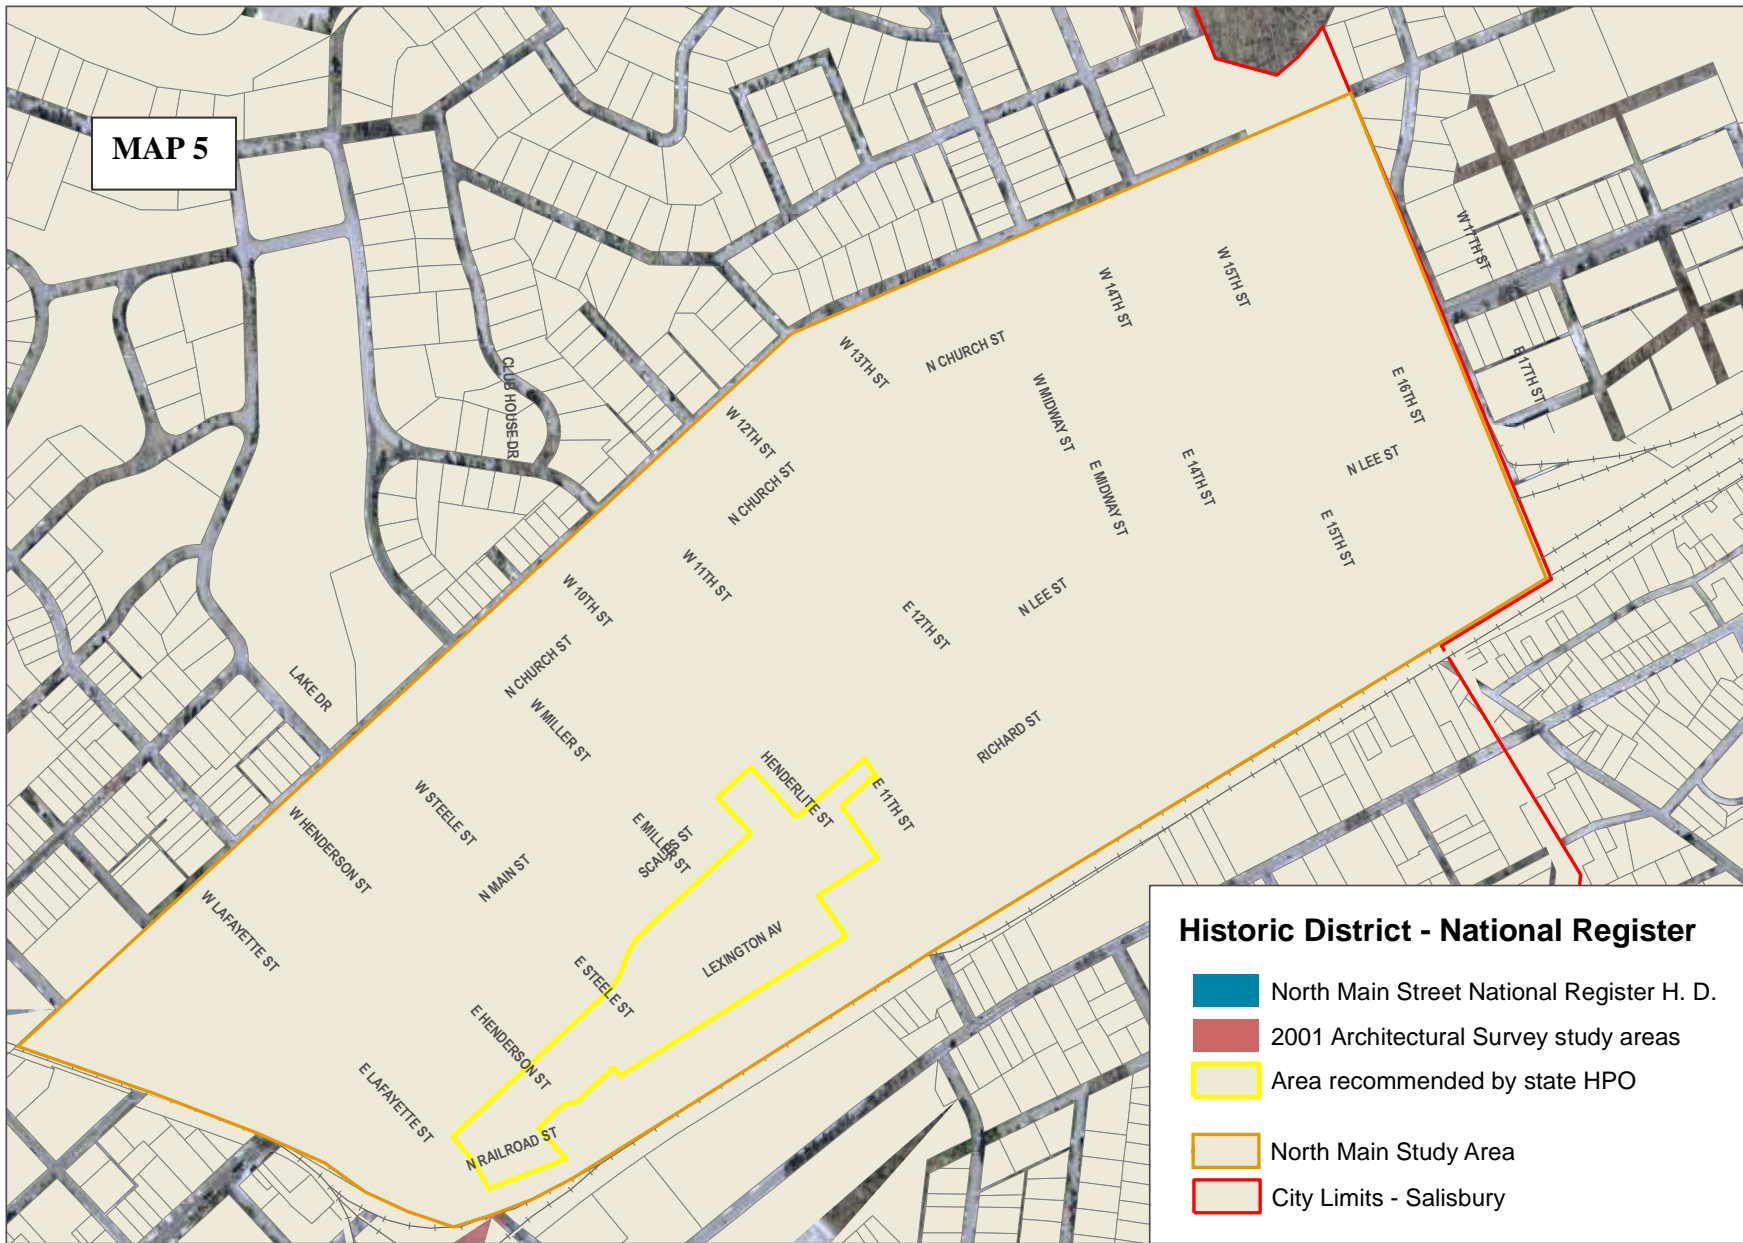 MAP 5
W 17TH ST
W 15TH ST
W 14TH ST
N CHURCH ST
W 13TH ST
E 17TH ST
CLUB HOUSE DR
E 16TH ST
W MIDWAY ST
W 12TH ST
N LEE ST
E 14TH ST
N CHURCH ST
E MIDWAY ST
E 15TH ST
W 11TH ST
W 10TH ST
N LEE ST
E 12TH ST
N CHURCH ST
LAKE DR
W MILLER ST
RICHARD ST
HENDERLITE ST
E 11TH ST
W STEELE ST
E MILLER ST
SCALES ST
W HENDERSON ST
N MAIN ST
W LAFAYETTE ST
LEXINGTON AV
E STEELE ST
E HENDERSON ST
E LAFAYETTE ST
N RAILROAD ST
Historic District - National Register
North Main Street National Register H. D.
2001 Architectural Survey study areas
Area recommended by state HPO
North Main Study Area
City Limits - Salisbury